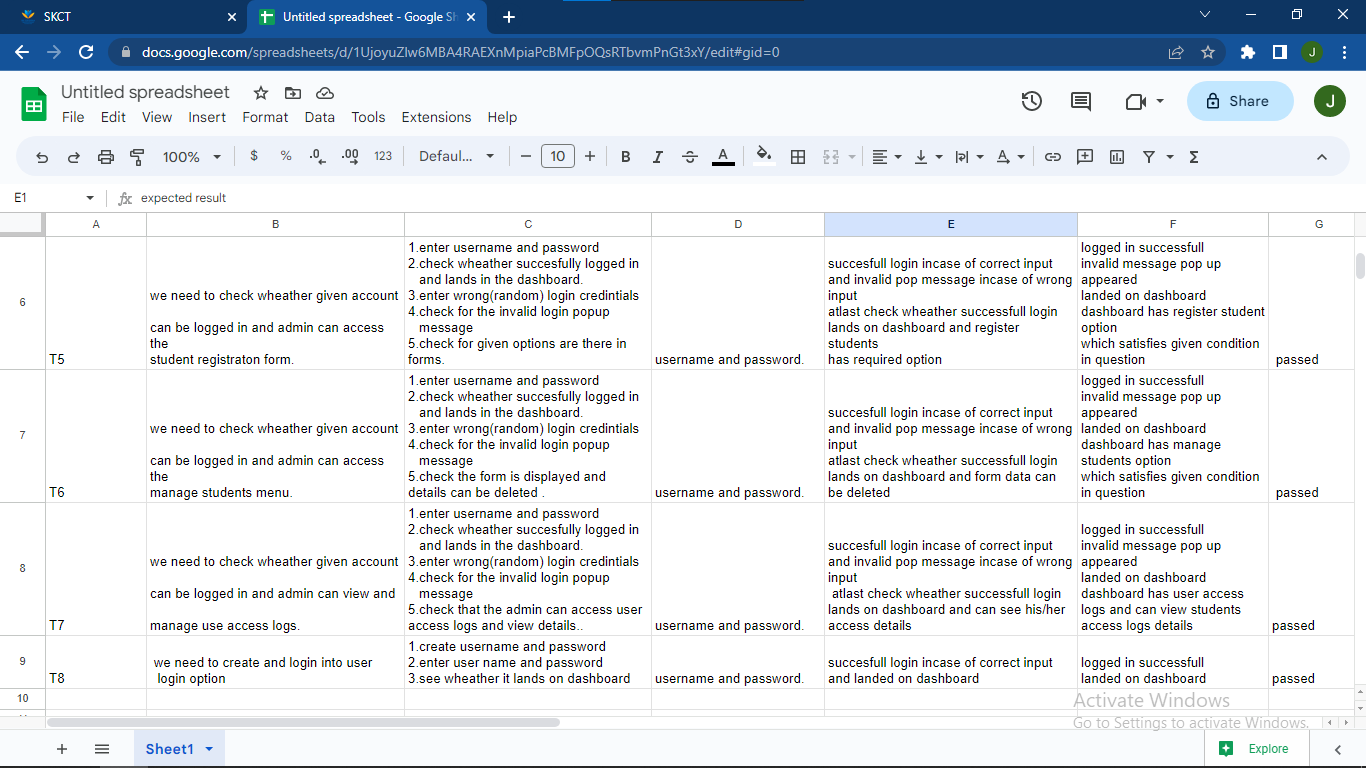 SKCT
Untitled spreadsheet - Google Sh
docs.google.com/spreadsheets/d/1UjoyuZIw6MBA4RAEXnMpiaPcBMFpOQsRTbvmPnGt3xY/edit#gid=0
J
Untitled spreadsheet
File Edit View Insert Format Data Tools Extensions Help
Share
J
100% $ % .0 .00 123 Defaul... − 10 + B I A
E1
fx expected result
A B C D E F G
6
T5
we need to check wheather given account
can be logged in and admin can access
the
student registraton form.
1.enter username and password
2.check wheather succesfully logged in
and lands in the dashboard.
3.enter wrong(random) login credintials
4.check for the invalid login popup
message
5.check for given options are there in
forms.
username and password.
succesfull login incase of correct input
and invalid pop message incase of wrong
input
atlast check wheather successfull login
lands on dashboard and register
students
has required option
logged in successfull
invalid message pop up
appeared
landed on dashboard
dashboard has register student
option
which satisfies given condition
in question
passed
7
T6
we need to check wheather given account
can be logged in and admin can access
the
manage students menu.
1.enter username and password
2.check wheather succesfully logged in
and lands in the dashboard.
3.enter wrong(random) login credintials
4.check for the invalid login popup
message
5.check the form is displayed and
details can be deleted .
username and password.
succesfull login incase of correct input
and invalid pop message incase of wrong
input
atlast check wheather successfull login
lands on dashboard and form data can
be deleted
logged in successfull
invalid message pop up
appeared
landed on dashboard
dashboard has manage
students option
which satisfies given condition
in question
passed
8
T7
we need to check wheather given account
can be logged in and admin can view and
manage use access logs.
1.enter username and password
2.check wheather succesfully logged in
and lands in the dashboard.
3.enter wrong(random) login credintials
4.check for the invalid login popup
message
5.check that the admin can access user
access logs and view details..
username and password.
succesfull login incase of correct input
and invalid pop message incase of wrong
input
atlast check wheather successfull login
lands on dashboard and can see his/her
access details
logged in successfull
invalid message pop up
appeared
landed on dashboard
dashboard has user access
logs and can view students
access logs details
passed
9
T8
we need to create and login into user
login option
1.create username and password
2.enter user name and password
3.see wheather it lands on dashboard
username and password.
succesfull login incase of correct input
and landed on dashboard
logged in successfull
landed on dashboard
passed
10
Activate Windows
Go to Settings to activate Windows.
Sheet1
Explore